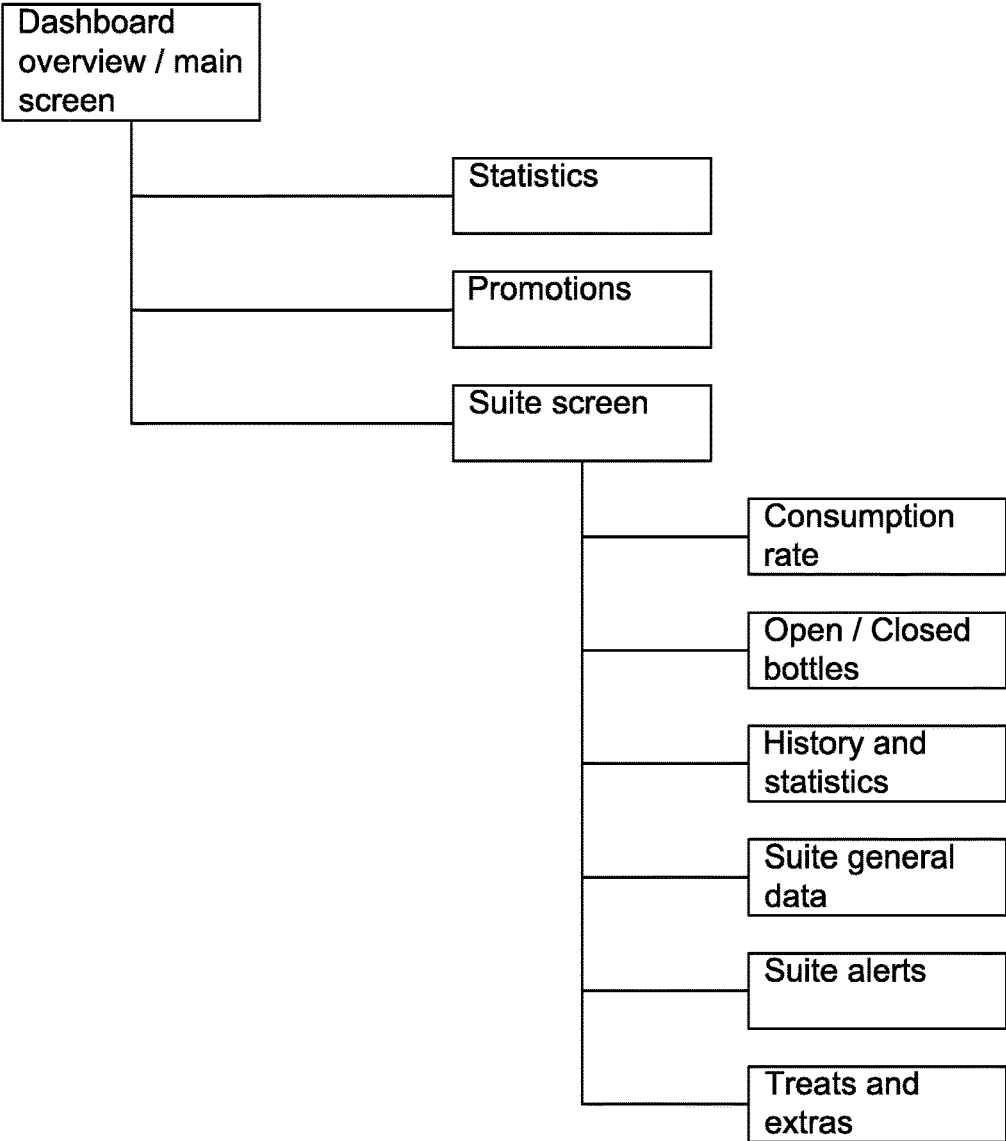 Dashboard
overview / main
screen
Statistics
Promotions
Suite screen
Consumption
rate
Open / Closed
bottles
History and
statistics
Suite general
data
Suite alerts
Treats and
extras